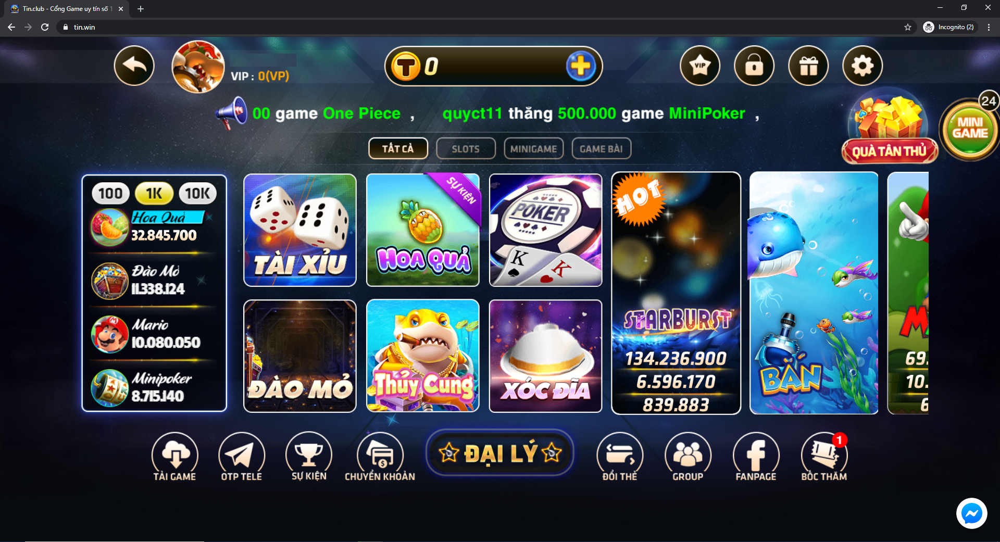 Tin.club - Cổng Game uy tín số 1
tin.win
Incognito (2)
VIP : 0(VP)
T 0
VIP
00 game One Piece , quyct11 thắng 500.000 game MiniPoker ,
24
MINI GAME
QUÀ TÂN THỦ
TẤT CẢ SLOTS MINIGAME GAME BÀI
100 1K 10K
Hoa Quả
32.845.700
Đào Mỏ
11.338.124
Mario
10.080.050
Minipoker
8.715.140
TÀI XỈU
SỰ KIỆN
HOA QUẢ
POKER
K K
ĐÀO MỎ
Thủy Cung
XÓC ĐĨA
HOT
STARBURST™
134.236.900
6.596.170
839.883
BẮN
M
69.
10.
6
TẢI GAME
OTP TELE
SỰ KIỆN
CHUYỂN KHOẢN
ĐẠI LÝ
ĐỔI THẺ
GROUP
FANPAGE
1
BỐC THĂM